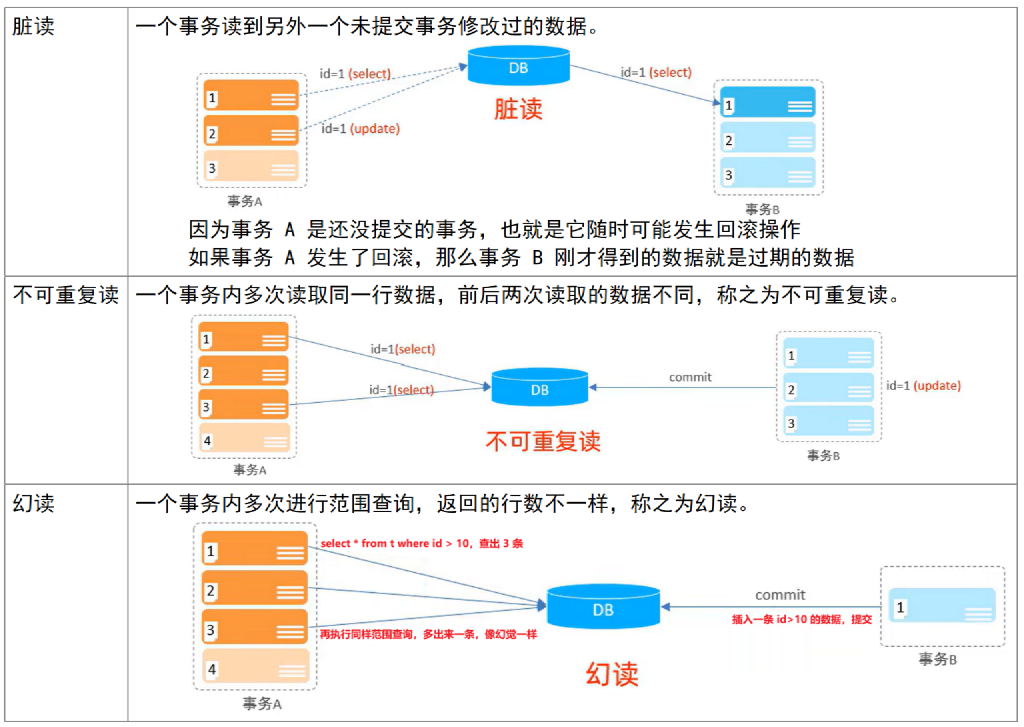 脏读
一个事务读到另外一个未提交事务修改过的数据。
id=1 (select)
DB
id=1 (select)
1
2
3
id=1 (update)
脏读
1
2
3
事务A
事务B
因为事务 A 是还没提交的事务，也就是它随时可能发生回滚操作
如果事务 A 发生了回滚，那么事务 B 刚才得到的数据就是过期的数据
不可重复读
一个事务内多次读取同一行数据，前后两次读取的数据不同，称之为不可重复读。
1
2
3
4
id=1(select)
id=1(select)
DB
commit
1
2
3
id=1 (update)
不可重复读
事务A
事务B
幻读
一个事务内多次进行范围查询，返回的行数不一样，称之为幻读。
1
2
3
4
select * from t where id > 10，查出 3 条
再执行同样范围查询，多出来一条，像幻觉一样
DB
commit
插入一条 id>10 的数据，提交
1
幻读
事务B
事务A